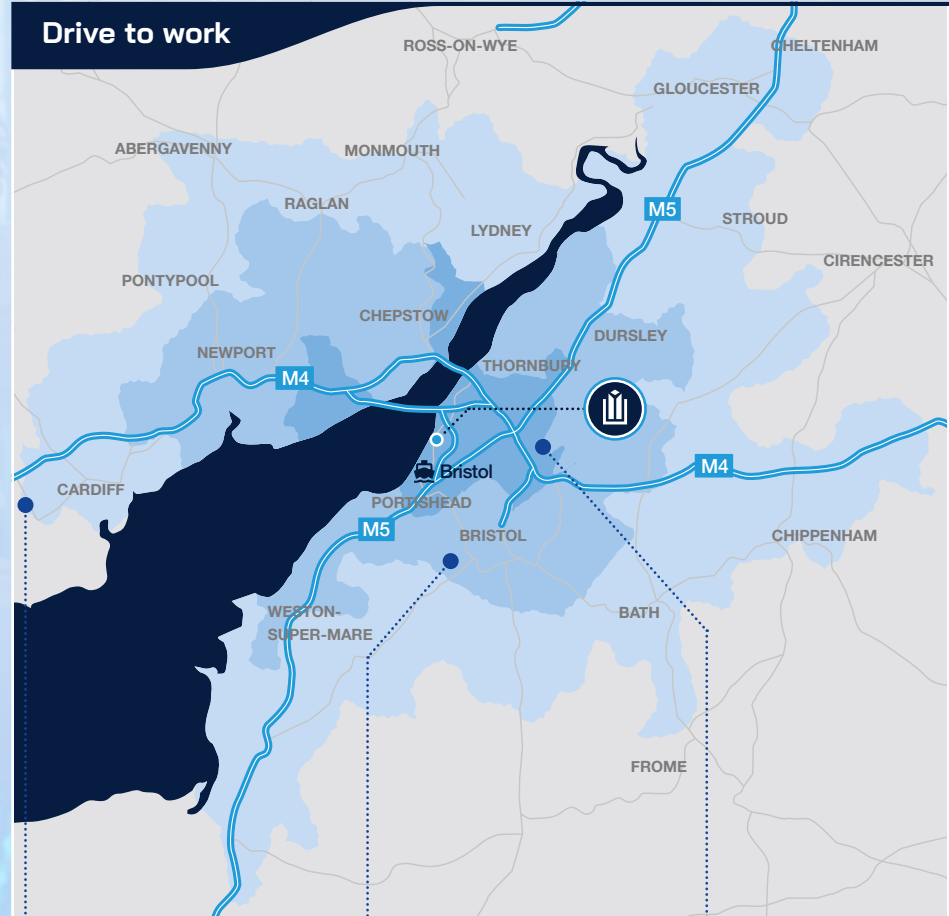 Drive to work
ROSS-ON-WYE
CHELTENHAM
GLOUCESTER
ABERGAVENNY
MONMOUTH
RAGLAN
M5
STROUD
LYDNEY
CIRENCESTER
PONTYPOOL
CHEPSTOW
DURSLEY
NEWPORT
THORNBURY
M4
Bristol
M4
CARDIFF
PORTISHEAD
M5
BRISTOL
CHIPPENHAM
WESTON-
SUPER-MARE
BATH
FROME